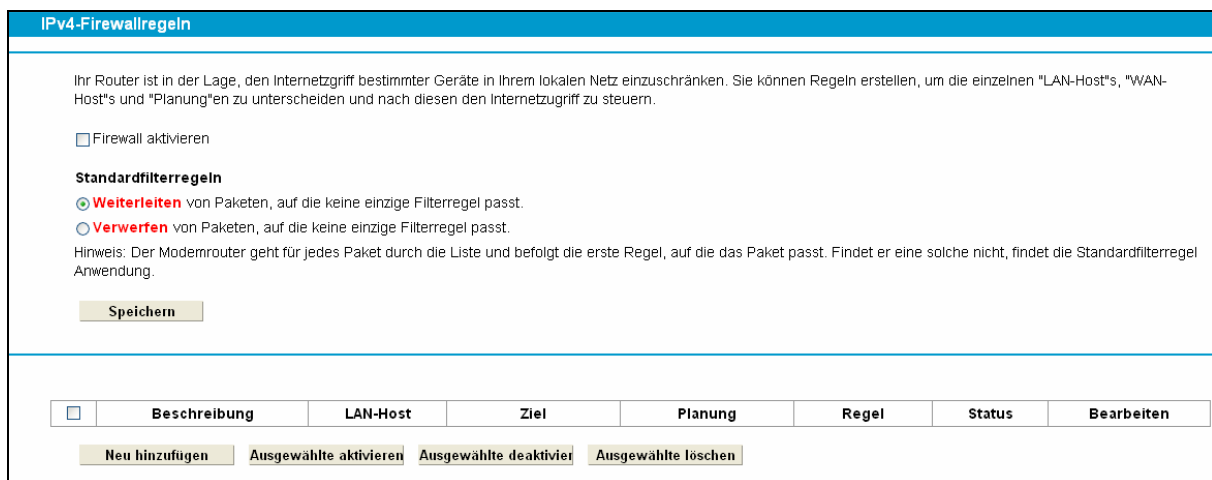 IPv4-Firewallregeln
Ihr Router ist in der Lage, den Internetzgriff bestimmter Geräte in Ihrem lokalen Netz einzuschränken. Sie können Regeln erstellen, um die einzelnen "LAN-Host"s, "WAN-
Host"s und "Planung"en zu unterscheiden und nach diesen den Internetzugriff zu steuern.
Firewall aktivieren
Standardfilterregeln
Weiterleiten von Paketen, auf die keine einzige Filterregel passt.
Verwerfen von Paketen, auf die keine einzige Filterregel passt.
Hinweis: Der Modemrouter geht für jedes Paket durch die Liste und befolgt die erste Regel, auf die das Paket passt. Findet er eine solche nicht, findet die Standardfilterregel
Anwendung.
Speichern
Beschreibung LAN-Host Ziel Planung Regel Status Bearbeiten
Neu hinzufügen Ausgewählte aktivieren Ausgewählte deaktivier Ausgewählte löschen